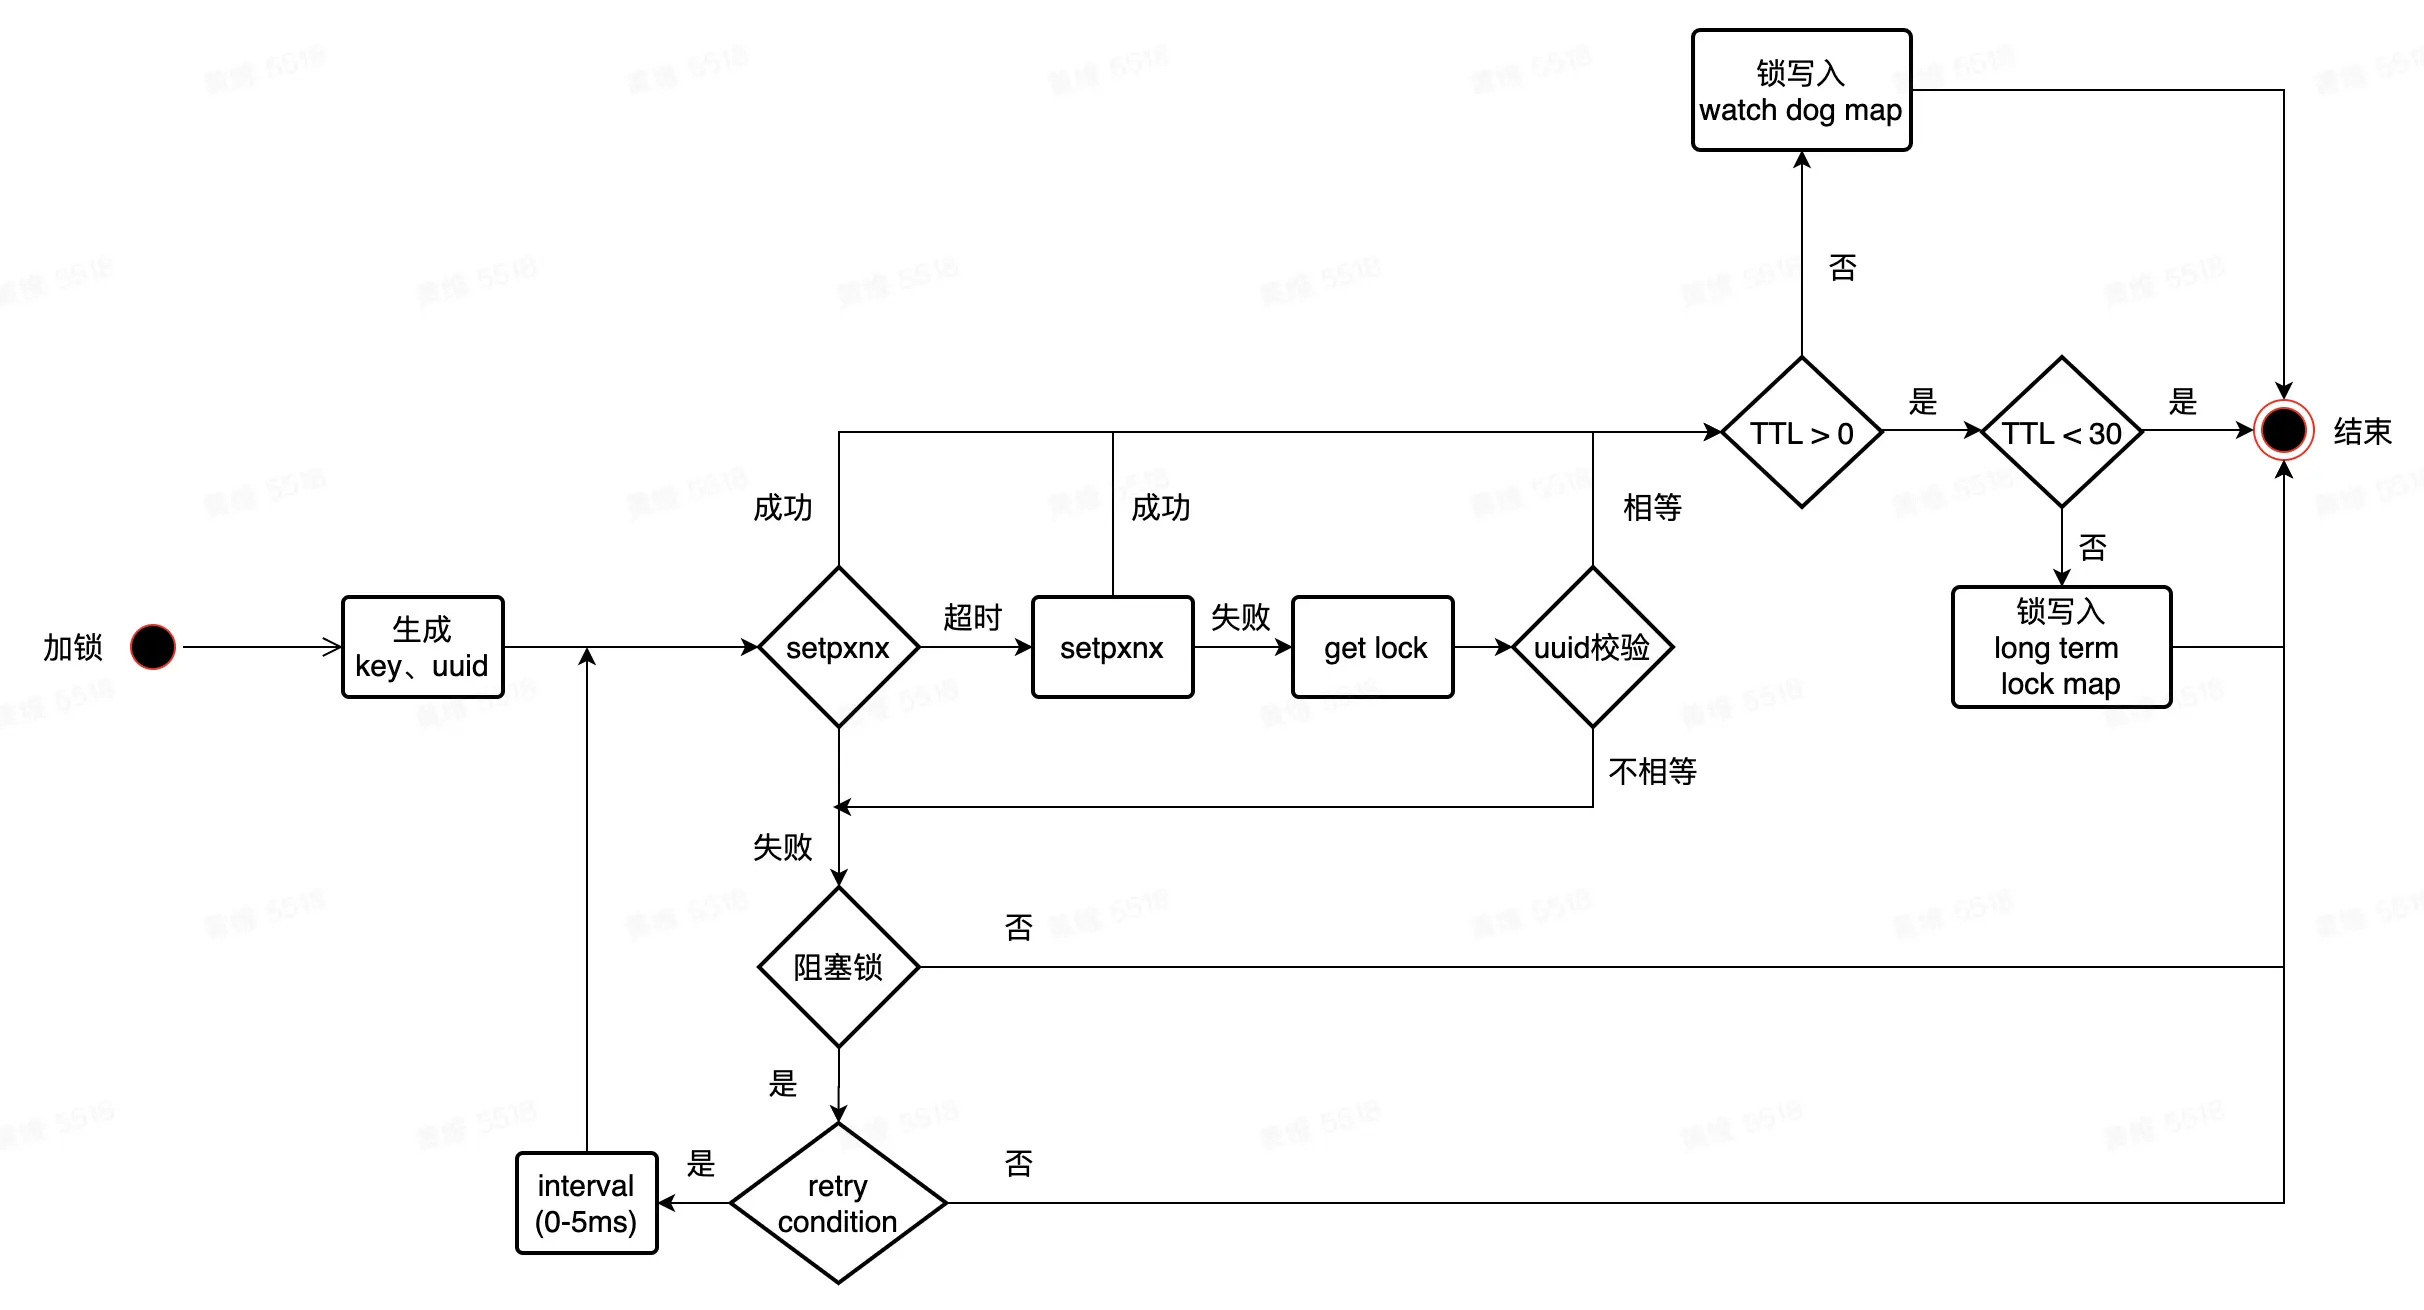 锁写入
watch dog map
否
TTL > 0
是
TTL < 30
是
结束
成功
成功
相等
否
加锁
生成
key、uuid
setpxnx
超时
setpxnx
失败
get lock
uuid校验
锁写入
long term
lock map
不相等
失败
阻塞锁
否
是
interval
(0-5ms)
是
retry
condition
否